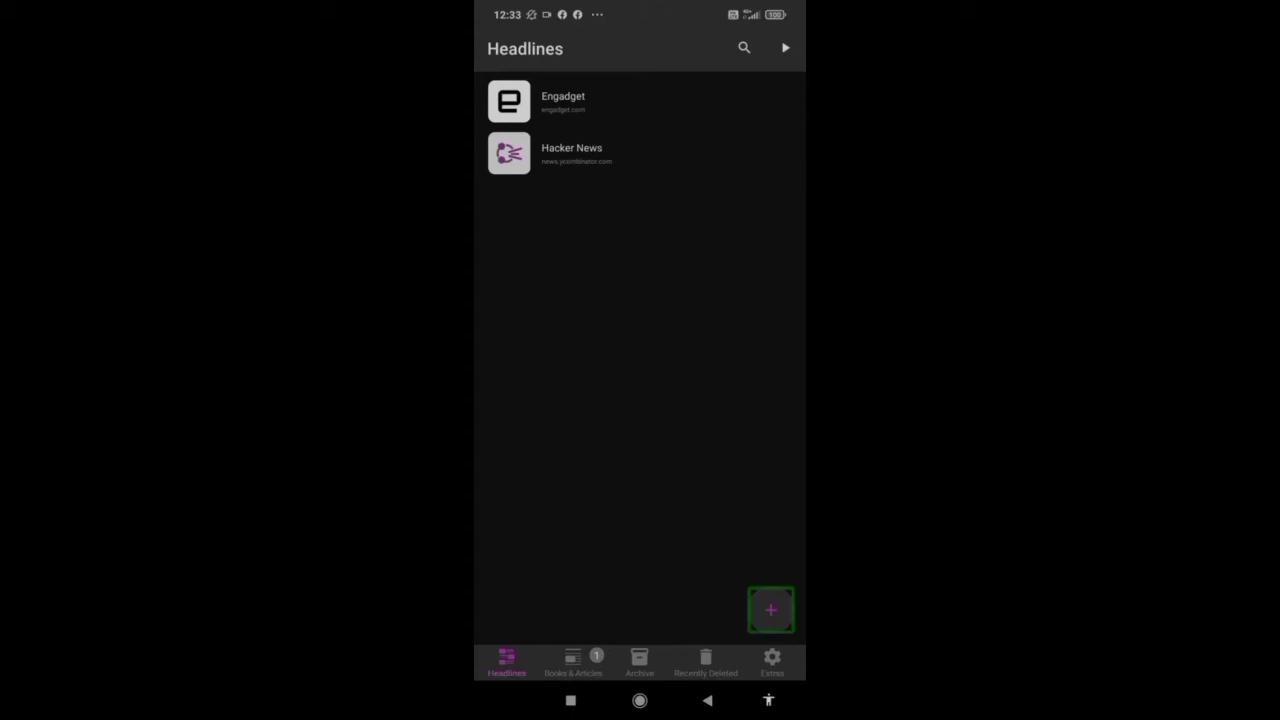 12:33
100
Headlines
Engadget
engadget.com
Hacker News
news.ycombinator.com
Headlines
Books & Articles
1
Archive
Recently Deleted
Extras